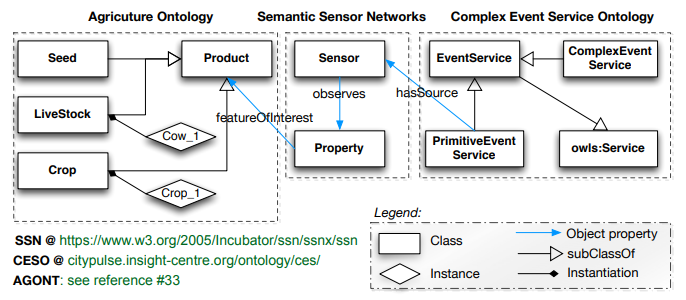 Agricuture Ontology
Semantic Sensor Networks
Complex Event Service Ontology
Seed
Product
LiveStock
Cow_1
Crop
Crop_1
featureOfInterest
Sensor
observes
Property
hasSource
EventService
ComplexEvent
Service
PrimitiveEvent
Service
owls:Service
SSN @ https://www.w3.org/2005/Incubator/ssn/ssnx/ssn
CESO @ citypulse.insight-centre.org/ontology/ces/
AGONT: see reference #33
Legend:
Class
Instance
Object property
subClassOf
Instantiation